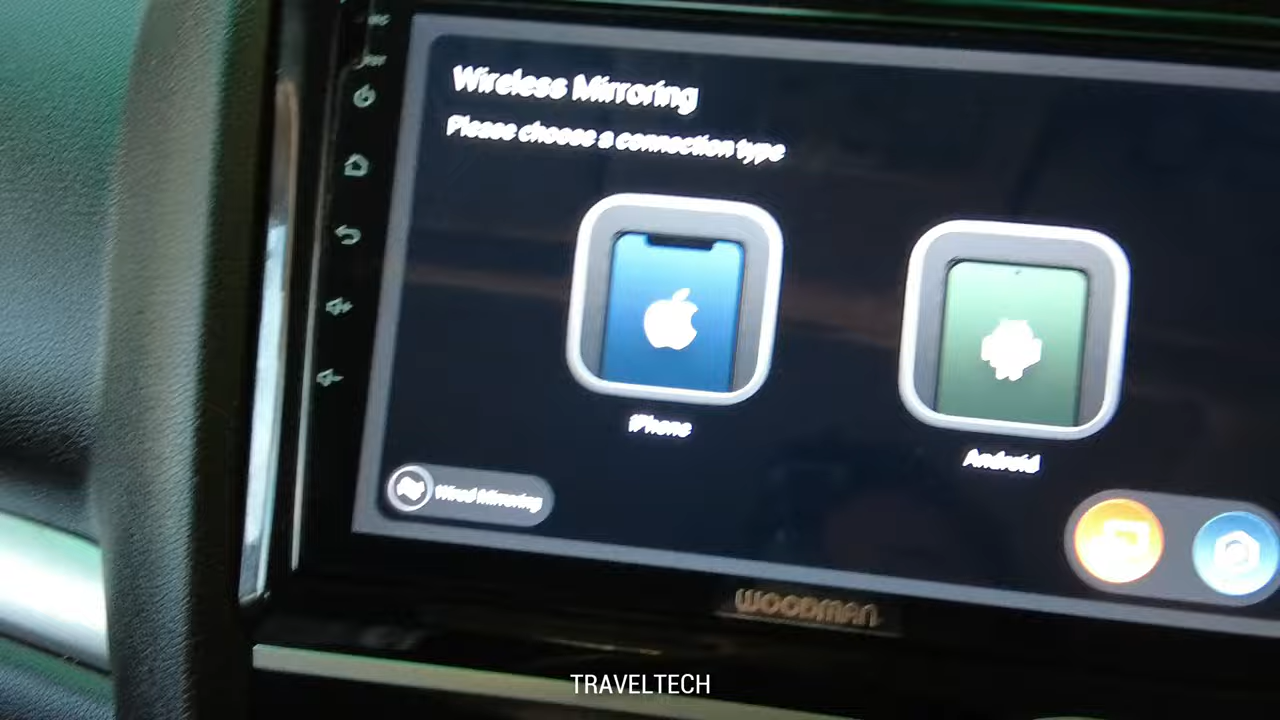 Wireless Mirroring
Please choose a connection type
iPhone
Android
Wired Mirroring
WOODMAN
TRAVELTECH